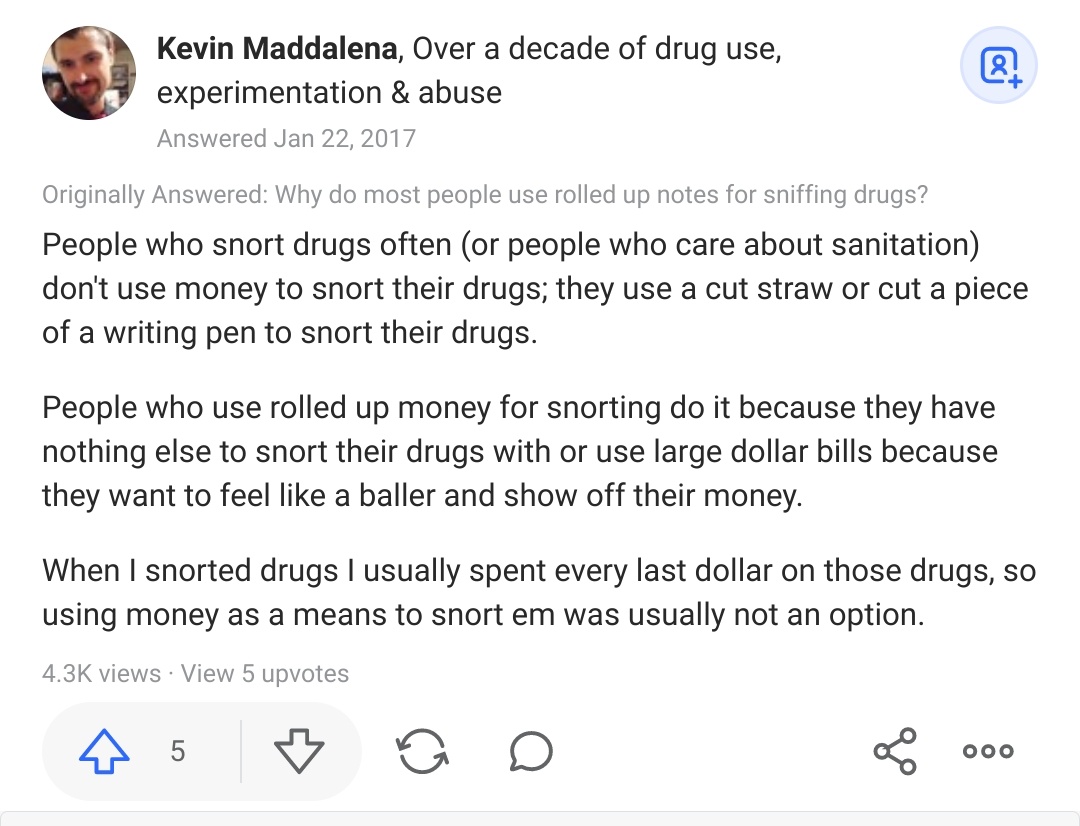 Kevin Maddalena, Over a decade of drug use,
experimentation & abuse
Answered Jan 22, 2017
Originally Answered: Why do most people use rolled up notes for sniffing drugs?
People who snort drugs often (or people who care about sanitation)
don't use money to snort their drugs; they use a cut straw or cut a piece
of a writing pen to snort their drugs.
People who use rolled up money for snorting do it because they have
nothing else to snort their drugs with or use large dollar bills because
they want to feel like a baller and show off their money.
When I snorted drugs I usually spent every last dollar on those drugs, so
using money as a means to snort em was usually not an option.
4.3K views · View 5 upvotes
5